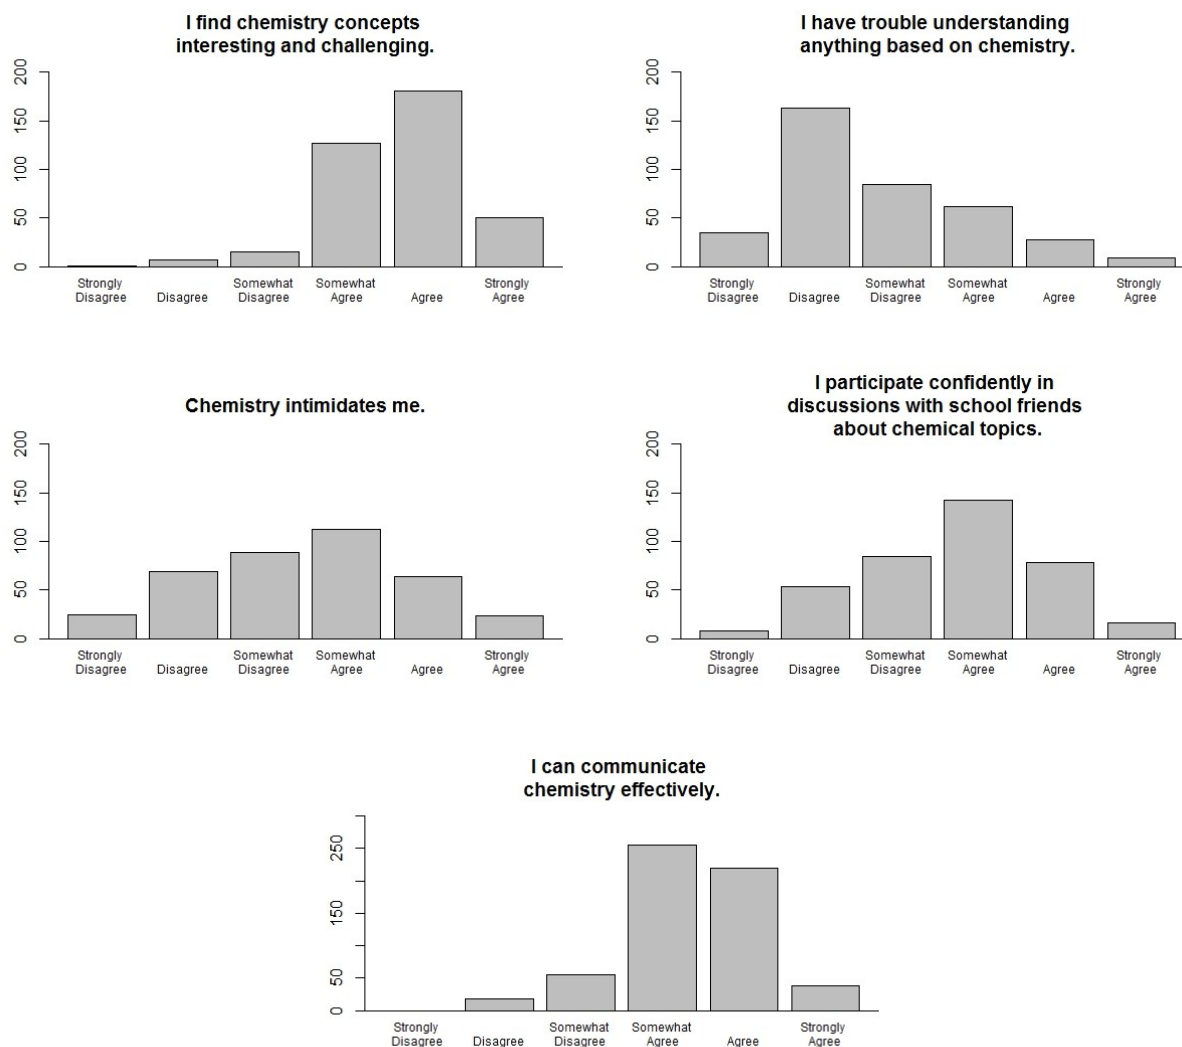 I find chemistry concepts
interesting and challenging.
200
150
100
50
0
Strongly Disagree
Disagree
Somewhat Disagree
Somewhat Agree
Agree
Strongly Agree
I have trouble understanding
anything based on chemistry.
200
150
100
50
0
Strongly Disagree
Disagree
Somewhat Disagree
Somewhat Agree
Agree
Strongly Agree
Chemistry intimidates me.
200
150
100
50
0
Strongly Disagree
Disagree
Somewhat Disagree
Somewhat Agree
Agree
Strongly Agree
I participate confidently in
discussions with school friends
about chemical topics.
200
150
100
50
0
Strongly Disagree
Disagree
Somewhat Disagree
Somewhat Agree
Agree
Strongly Agree
I can communicate
chemistry effectively.
250
150
50
0
Strongly Disagree
Disagree
Somewhat Disagree
Somewhat Agree
Agree
Strongly Agree